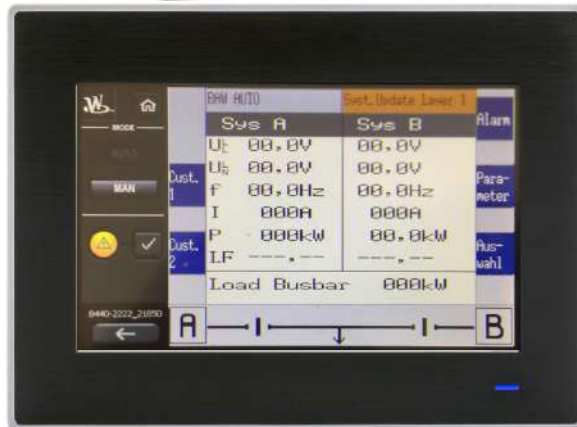 W
MODE
AUTO
MAN
8440-2222_21850
BAW AUTO
Syst. Update Layer 1
Sys A Sys B
U 00,0V 00,0V
U 00,0V 00,0V
f 00,0Hz 00,0Hz
I 000A 000A
P 000kW 00,0kW
LF ---,-- ---,--
Load Busbar 000kW
Cust. 1
Cust. 2
Alarm
Para-
meter
Aus-
wahl
A
B